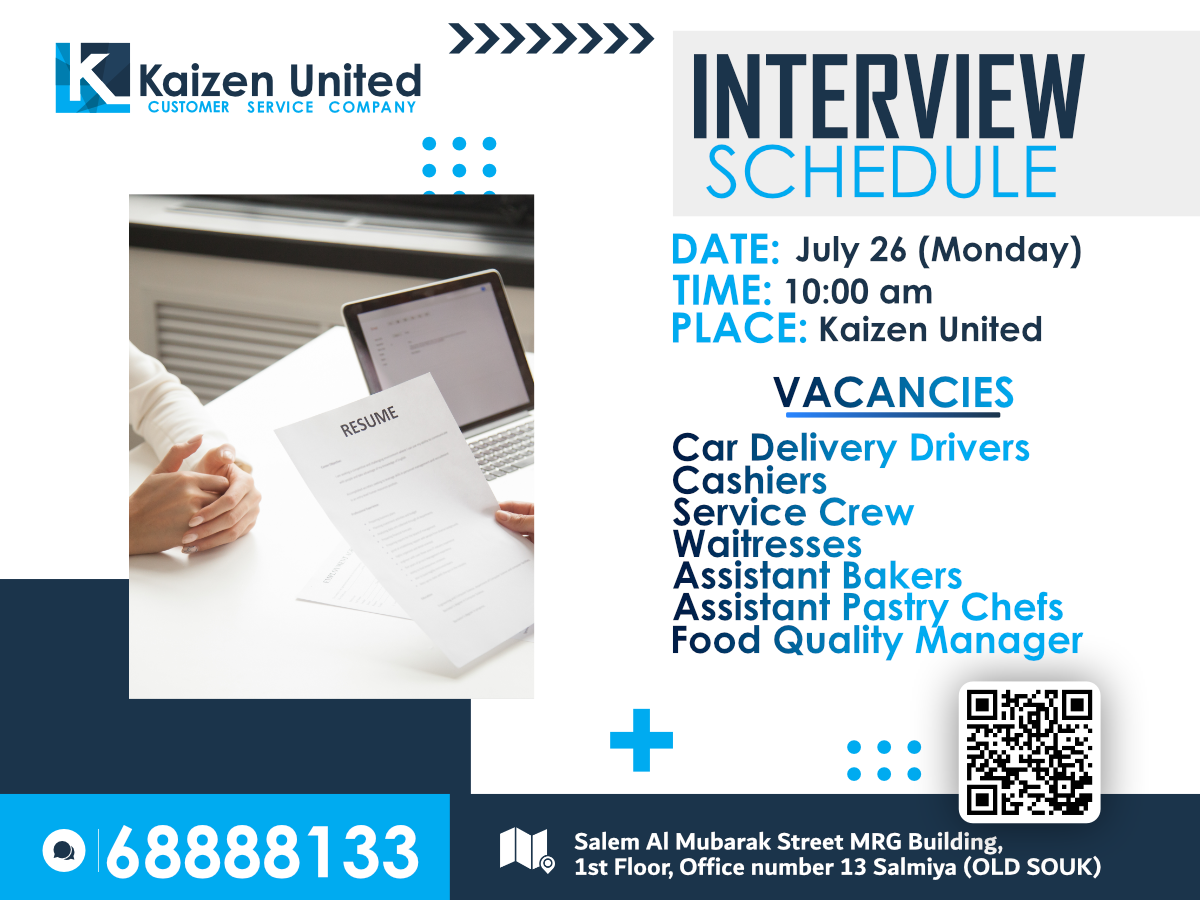 Kaizen United
CUSTOMER SERVICE COMPANY
INTERVIEW
SCHEDULE
DATE: July 26 (Monday)
TIME: 10:00 am
PLACE: Kaizen United
VACANCIES
Car Delivery Drivers
Cashiers
Service Crew
Waitresses
Assistant Bakers
Assistant Pastry Chefs
Food Quality Manager
RESUME
68888133
Salem Al Mubarak Street MRG Building,
1st Floor, Office number 13 Salmiya (OLD SOUK)